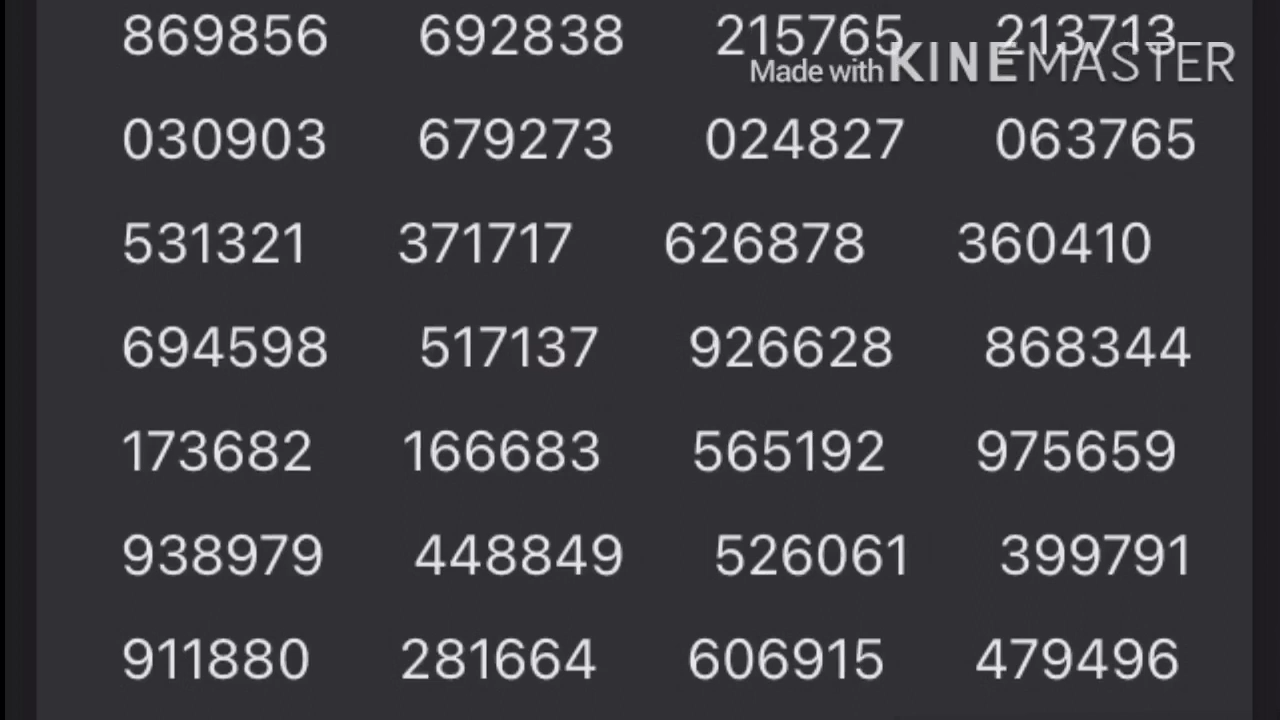 869856 692838 215765 213713
Made with KINEMASTER
030903 679273 024827 063765
531321 371717 626878 360410
694598 517137 926628 868344
173682 166683 565192 975659
938979 448849 526061 399791
911880 281664 606915 479496